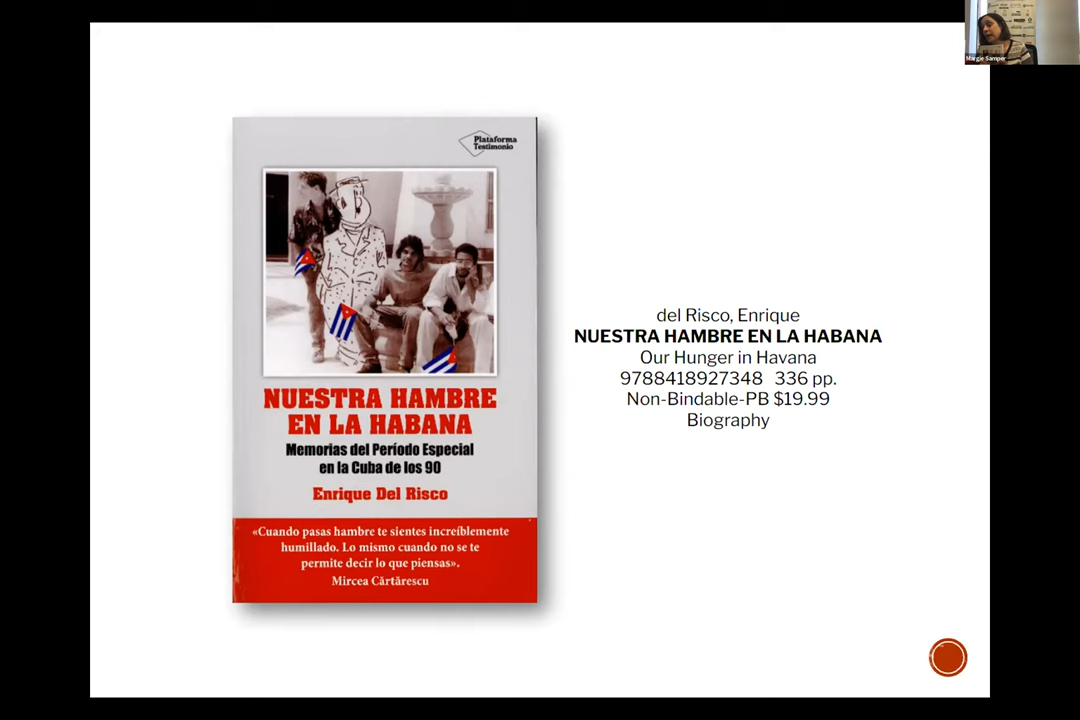 Margie Samper
Plataforma
Testimonio
NUESTRA HAMBRE
EN LA HABANA
Memorias del Período Especial
en la Cuba de los 90
Enrique Del Risco
«Cuando pasas hambre te sientes increíblemente
humillado. Lo mismo cuando no se te
permite decir lo que piensas».
Mircea Cărtărescu
del Risco, Enrique
NUESTRA HAMBRE EN LA HABANA
Our Hunger in Havana
9788418927348 336 pp.
Non-Bindable-PB $19.99
Biography